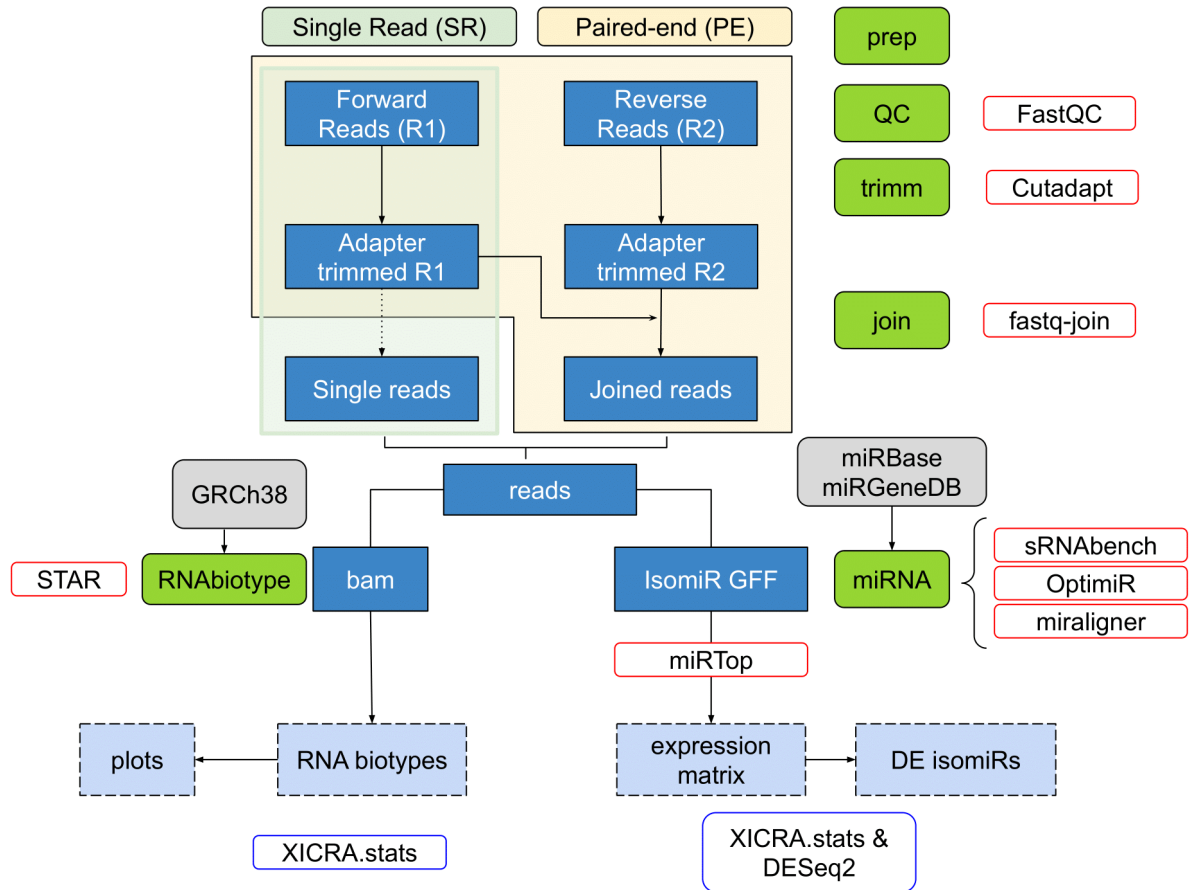 Single Read (SR)
Paired-end (PE)
prep
Forward
Reads (R1)
Reverse
Reads (R2)
QC
FastQC
trimm
Cutadapt
Adapter
trimmed R1
Adapter
trimmed R2
join
fastq-join
Single reads
Joined reads
reads
GRCh38
miRBase
miRGeneDB
STAR
RNAbiotype
bam
IsomiR GFF
miRNA
sRNAbench
OptimiR
miraligner
miRTop
plots
RNA biotypes
expression
matrix
DE isomiRs
XICRA.stats
XICRA.stats &
DESeq2